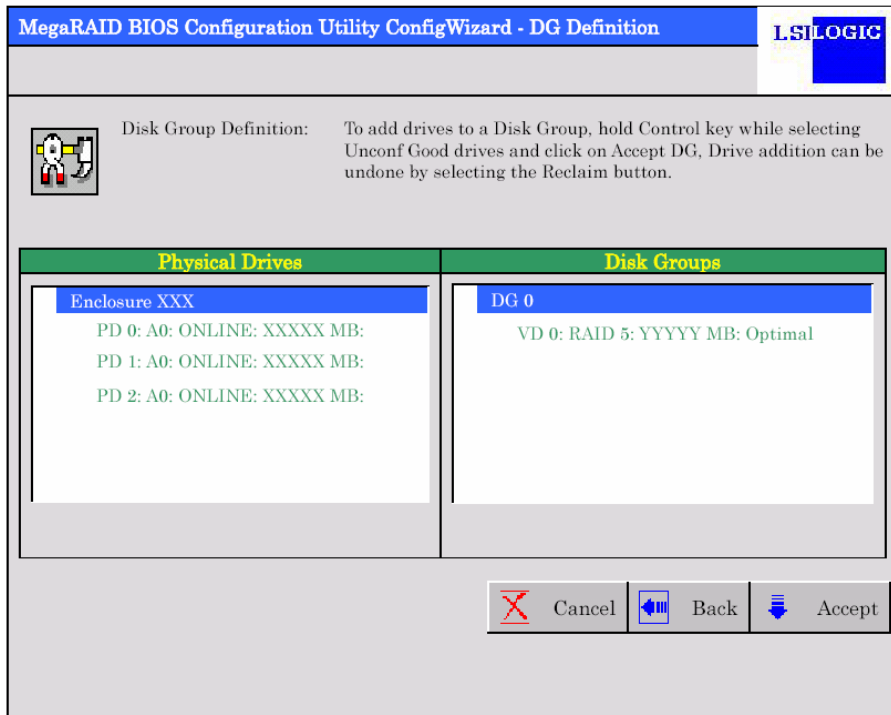 MegaRAID BIOS Configuration Utility ConfigWizard - DG Definition
LSI LOGIC
Disk Group Definition:
To add drives to a Disk Group, hold Control key while selecting
Unconf Good drives and click on Accept DG, Drive addition can be
undone by selecting the Reclaim button.
Physical Drives
Enclosure XXX
PD 0: A0: ONLINE: XXXXX MB:
PD 1: A0: ONLINE: XXXXX MB:
PD 2: A0: ONLINE: XXXXX MB:
Disk Groups
DG 0
VD 0: RAID 5: YYYYY MB: Optimal
Cancel
Back
Accept